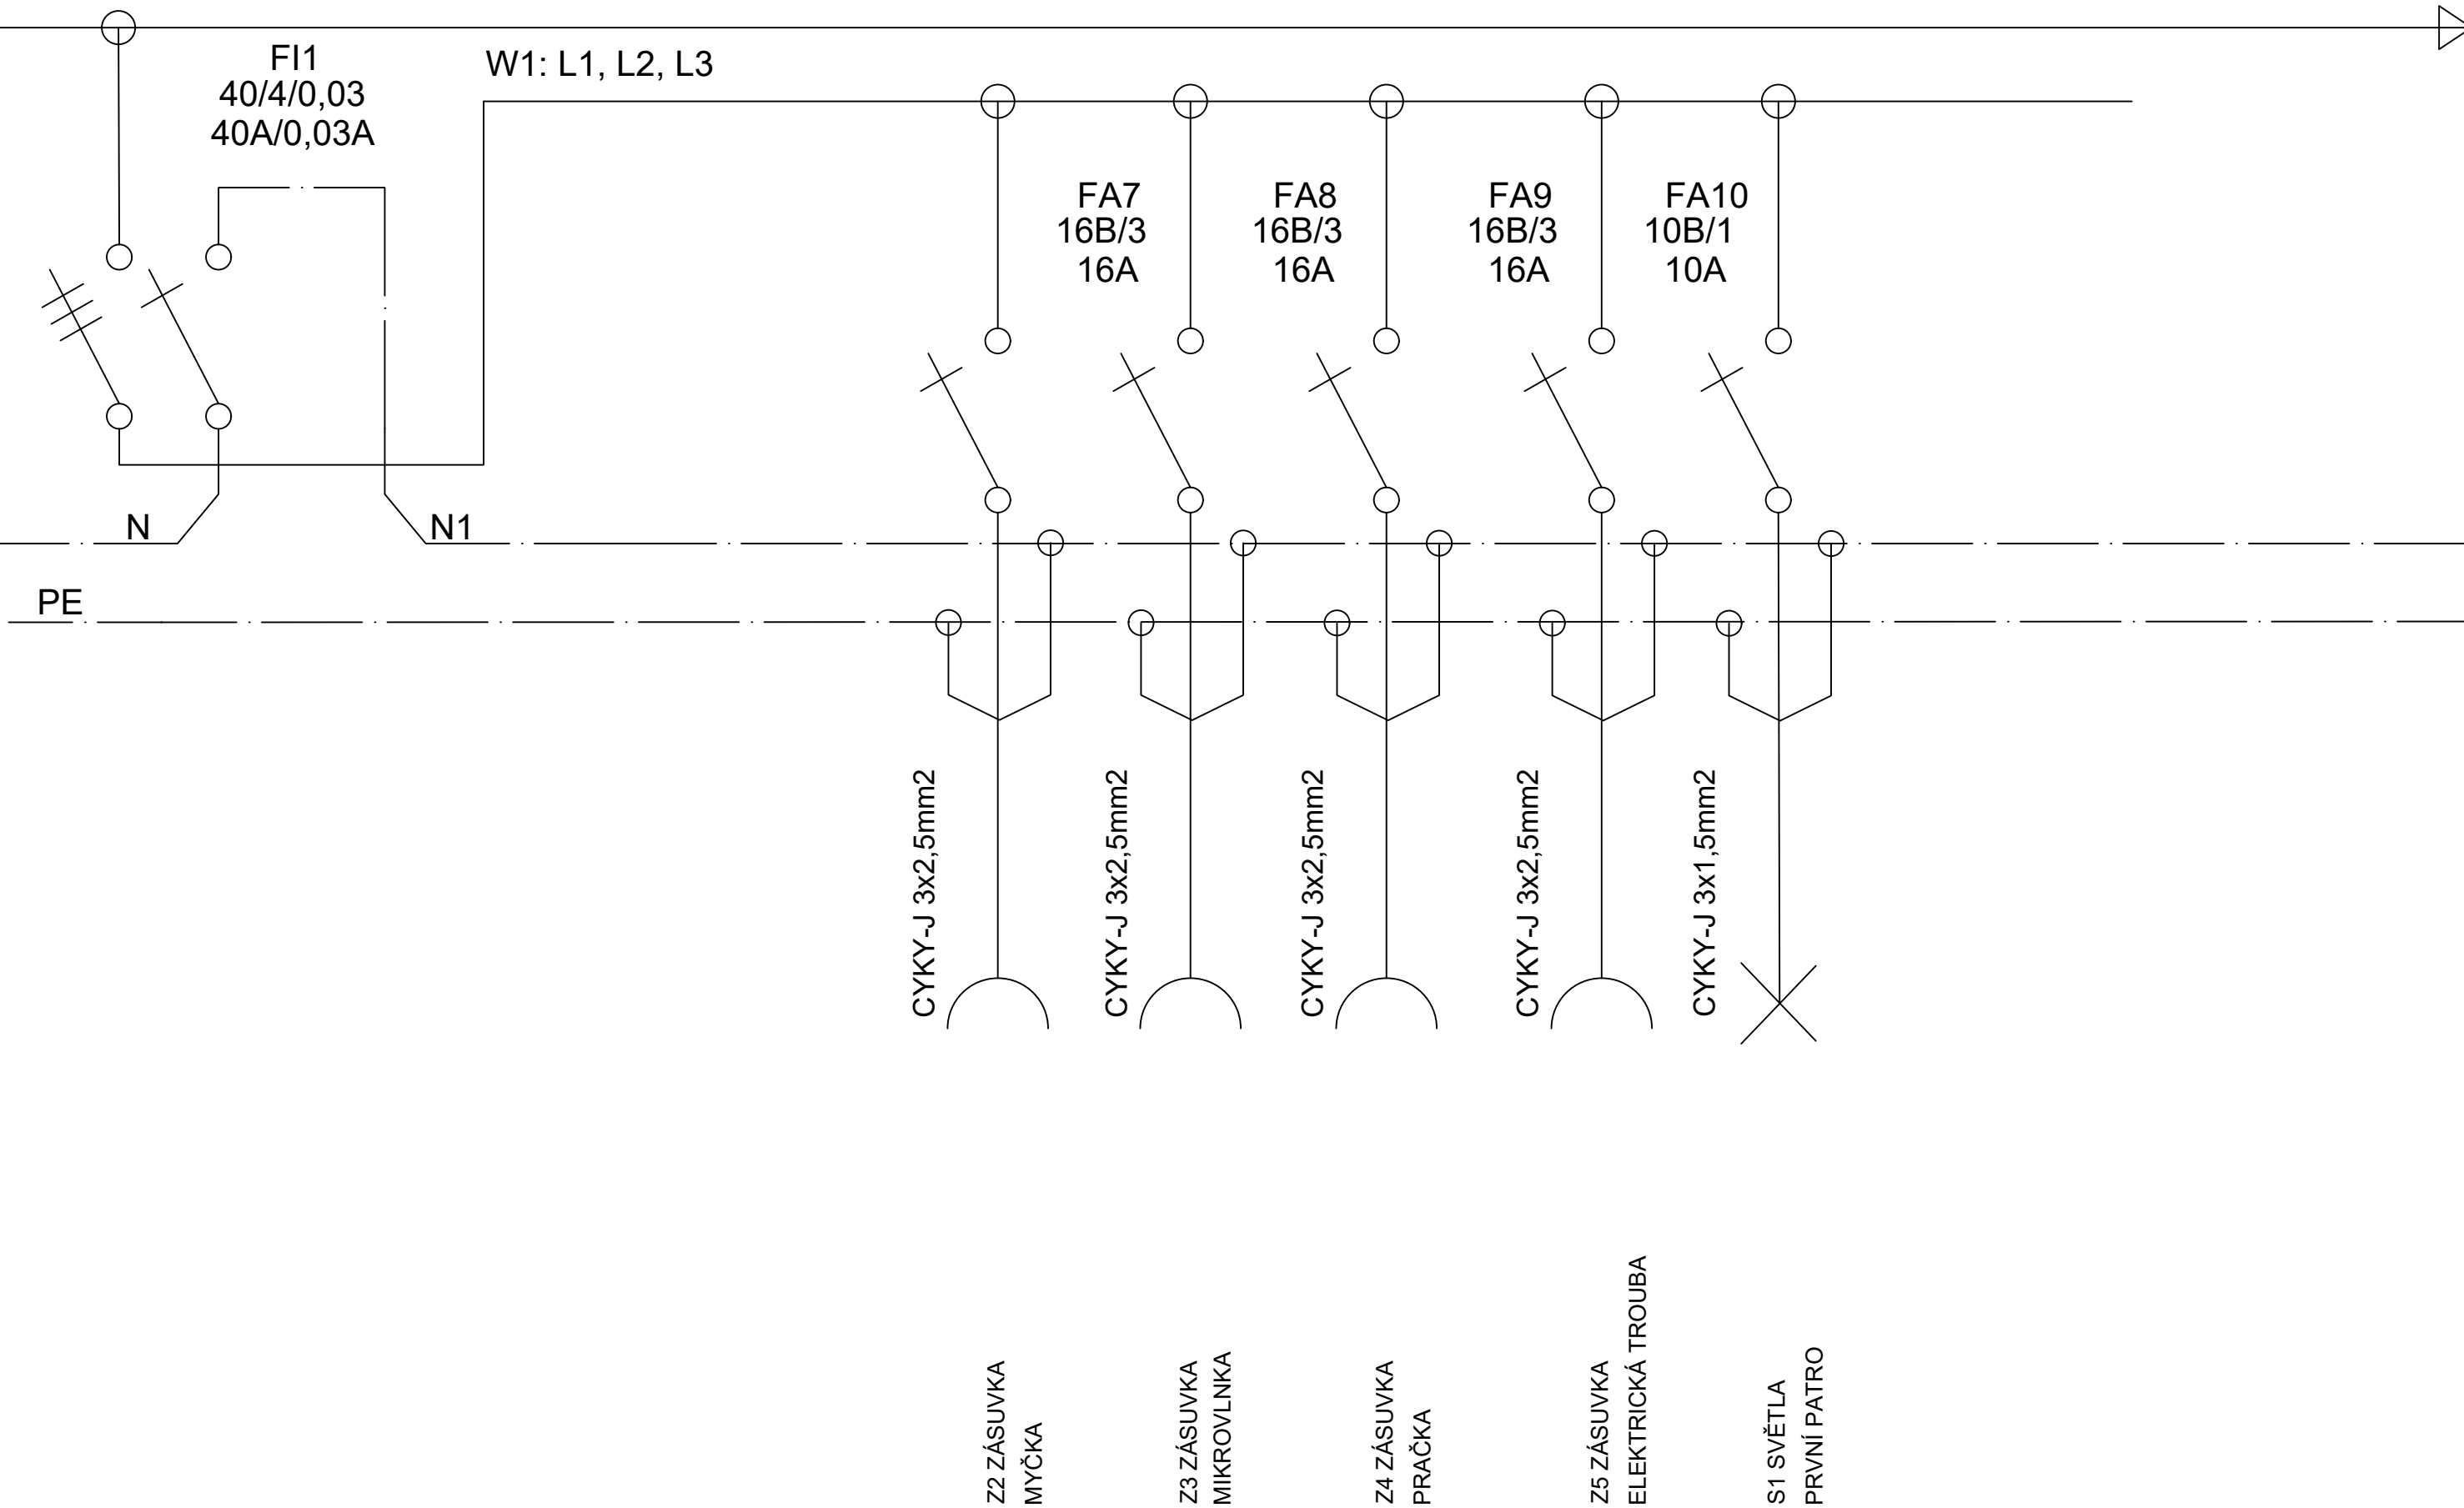 FI1
40/4/0,03
40A/0,03A
W1: L1, L2, L3
FA7
16B/3
16A
FA8
16B/3
16A
FA9
16B/3
16A
FA10
10B/1
10A
N
N1
PE
CYKY-J 3x2,5mm2
CYKY-J 3x2,5mm2
CYKY-J 3x2,5mm2
CYKY-J 3x2,5mm2
CYKY-J 3x1,5mm2
Z2 ZÁSUVKA
MYČKA
Z3 ZÁSUVKA
MIKROVLNKA
Z4 ZÁSUVKA
PRAČKA
Z5 ZÁSUVKA
ELEKTRICKÁ TROUBA
S1 SVĚTLA
PRVNÍ PATRO